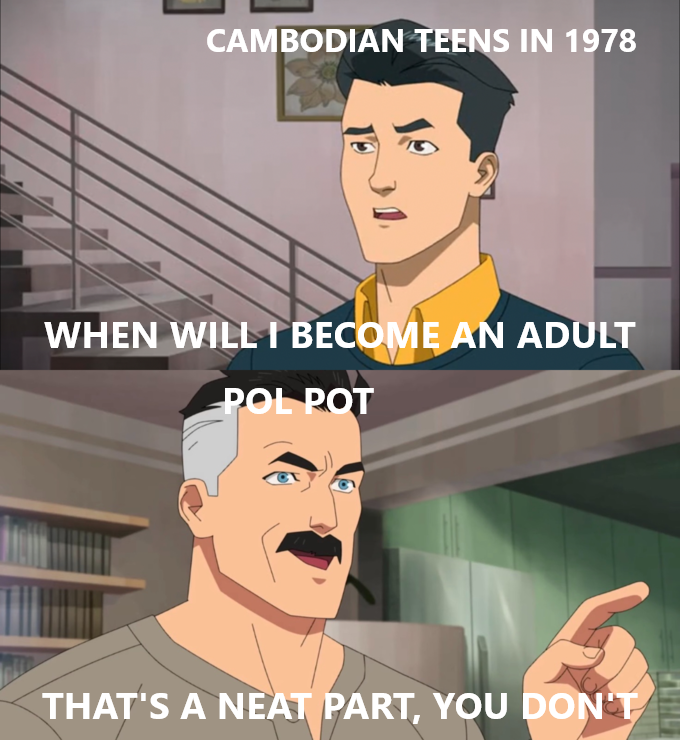 CAMBODIAN TEENS IN 1978
WHEN WILL I BECOME AN ADULT
POL POT
THAT'S A NEAT PART, YOU DON'T